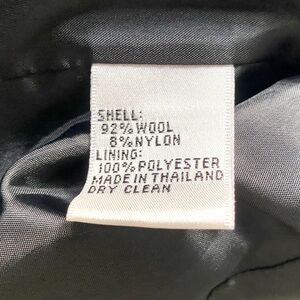 SHELL:
92% WOOL
8% NYLON
LINING:
100% POLYESTER
MADE IN THAILAND
DRY CLEAN